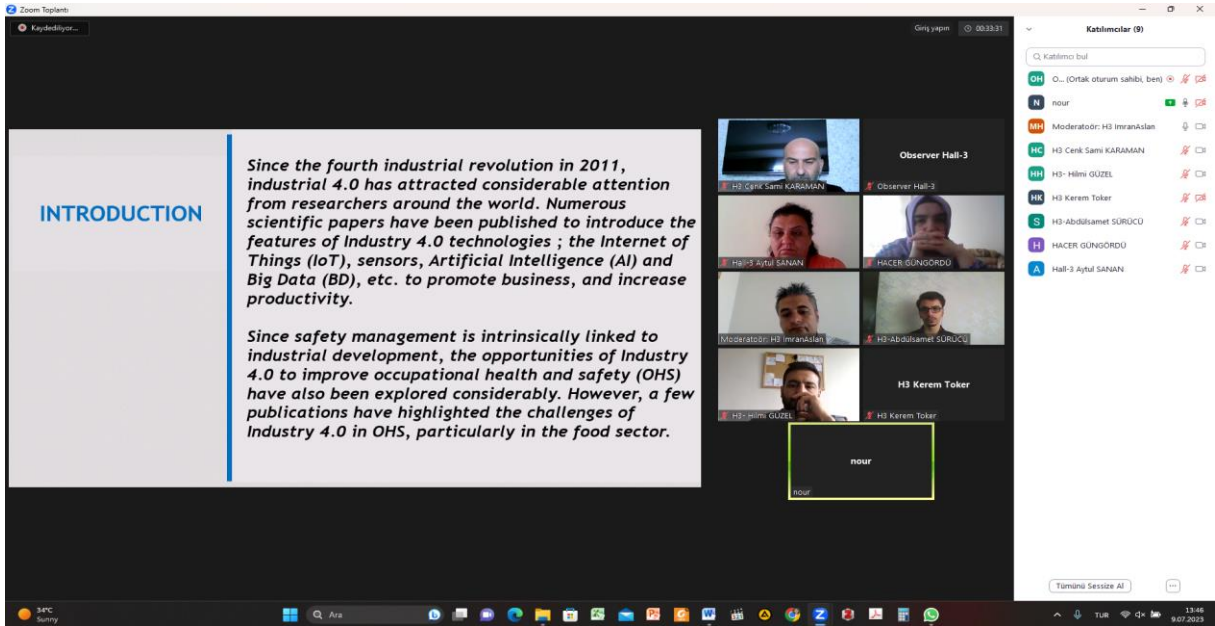 Zoom Toplantı
Kaydediliyor...
Giriş yapın
00:33:31
INTRODUCTION
Since the fourth industrial revolution in 2011,
industrial 4.0 has attracted considerable attention
from researchers around the world. Numerous
scientific papers have been published to introduce the
features of Industry 4.0 technologies ; the Internet of
Things (IoT), sensors, Artificial Intelligence (AI) and
Big Data (BD), etc. to promote business, and increase
productivity.
Since safety management is intrinsically linked to
industrial development, the opportunities of Industry
4.0 to improve occupational health and safety (OHS)
have also been explored considerably. However, a few
publications have highlighted the challenges of
Industry 4.0 in OHS, particularly in the food sector.
H3 Cenk Sami KARAMAN
Observer Hall-3
Observer Hall-3
Hall-3 Aytul SANAN
HACER GÜNGÖRDÜ
Moderatoör: H3 ImranAslan
H3-Abdülsamet SÜRÜCÜ
H3- Hilmi GÜZEL
H3 Kerem Toker
H3 Kerem Toker
nour
nour
Katılımcılar (9)
Katılımcı bul
OH O... (Ortak oturum sahibi, ben)
N nour
MH Moderatoör: H3 ImranAslan
HC H3 Cenk Sami KARAMAN
HH H3- Hilmi GÜZEL
HK H3 Kerem Toker
S H3-Abdülsamet SÜRÜCÜ
H HACER GÜNGÖRDÜ
A Hall-3 Aytul SANAN
Tümünü Sessize Al
34°C
Sunny
Ara
TUR
13:46
9.07.2023